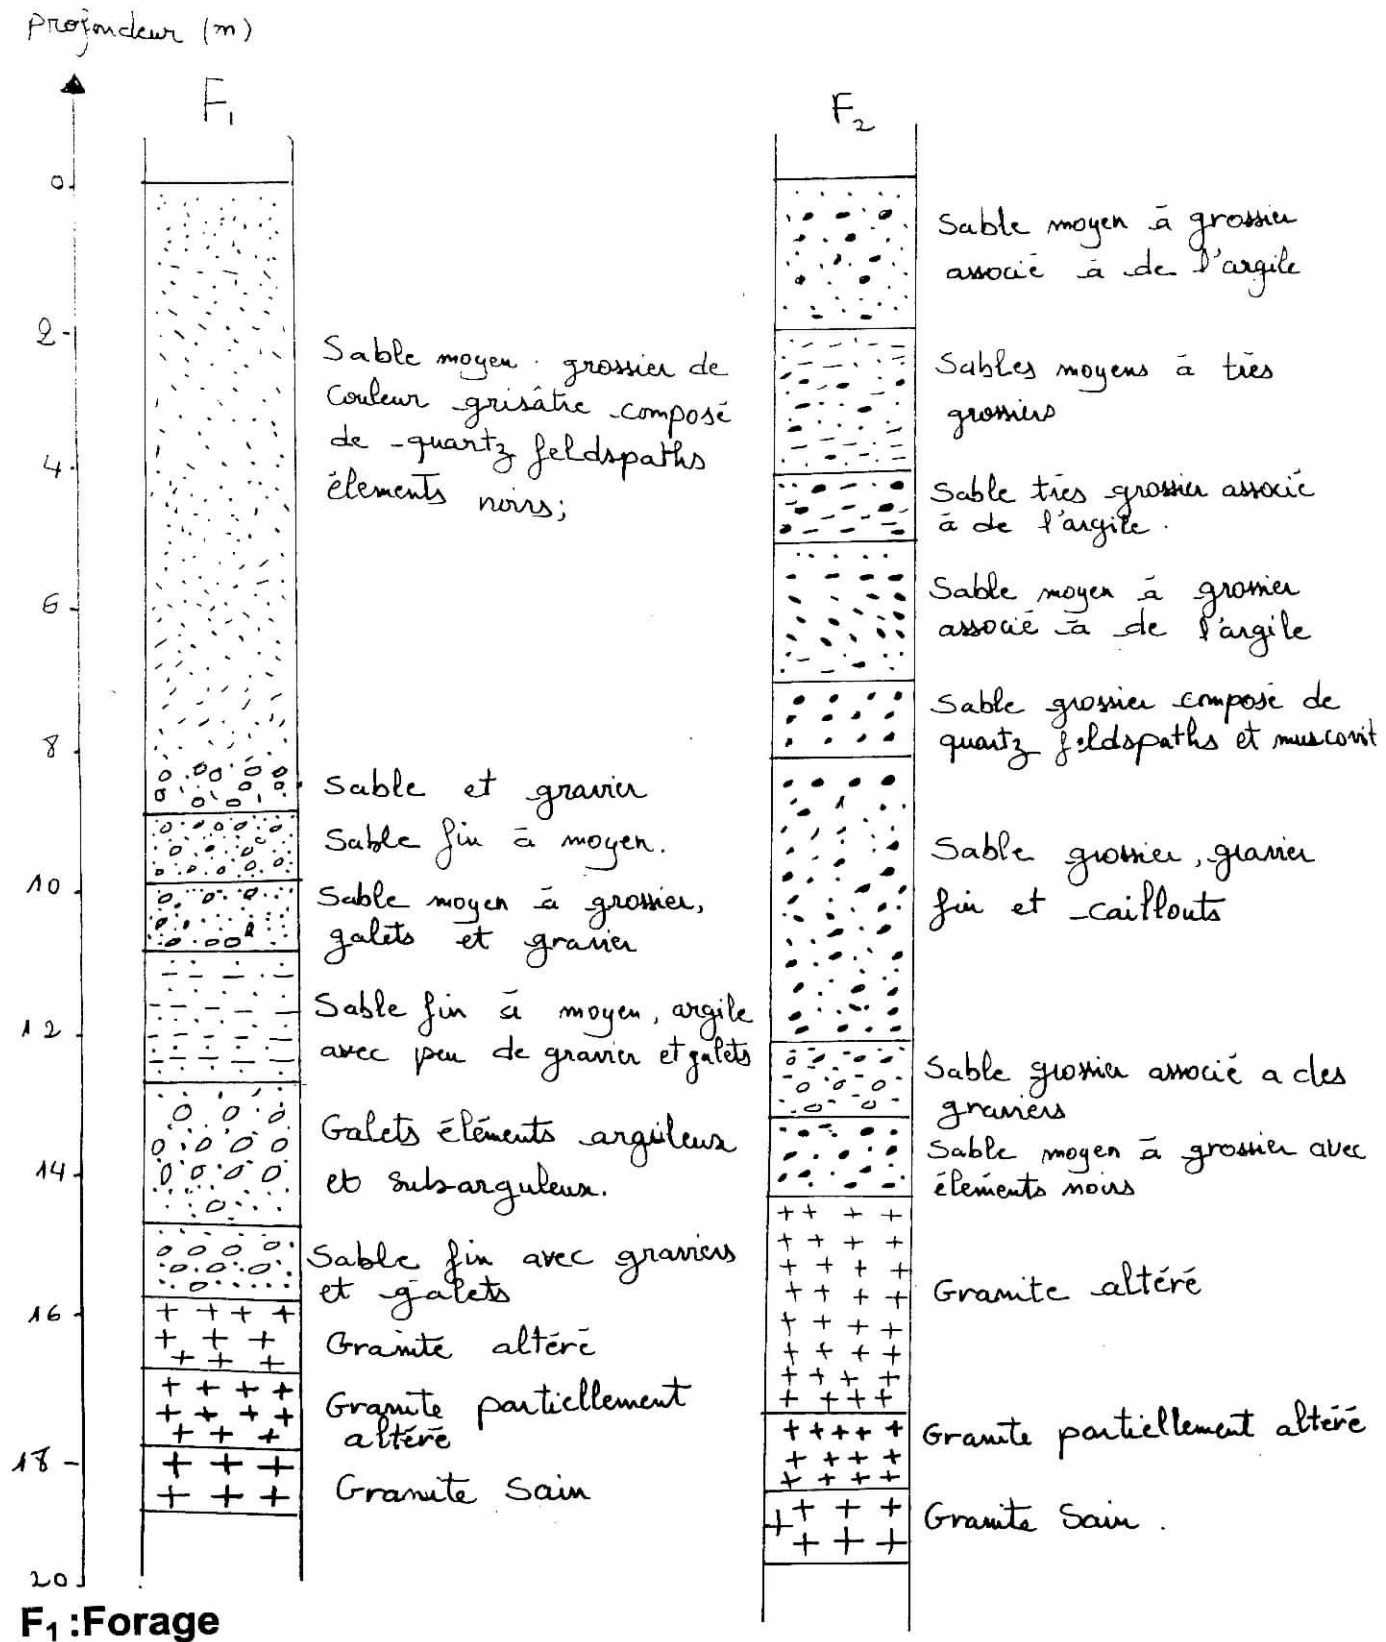 profondeur (m)
F1
F2
0
2
4
6
8
10
12
14
16
18
20
Sable moyen. grossier de
couleur grisâtre composé
de quartz feldspaths
élements noirs;
Sable et gravier
Sable fin à moyen.
Sable moyen à grossier,
galets et gravier
Sable fin à moyen, argile
avec peu de gravier et galets
Galets éléments arguleux
et subarguleux.
Sable fin avec graviers
et galets
Granite altéré
Granite partiellement
altéré
Granite Sain
Sable moyen à grossier
associé à de l'argile
Sables moyens à très
grossiers
Sable très grossier associé
à de l'argile.
Sable moyen à grossier
associé à de l'argile
Sable grossier composé de
quartz feldspaths et muscovit
Sable grossier, gravier
fin et caillouts
Sable grossier associé a des
graviers
Sable moyen à grossier avec
élements noirs
Granite altéré
Granite partiellement altéré
Granite Sain.
F1 :Forage